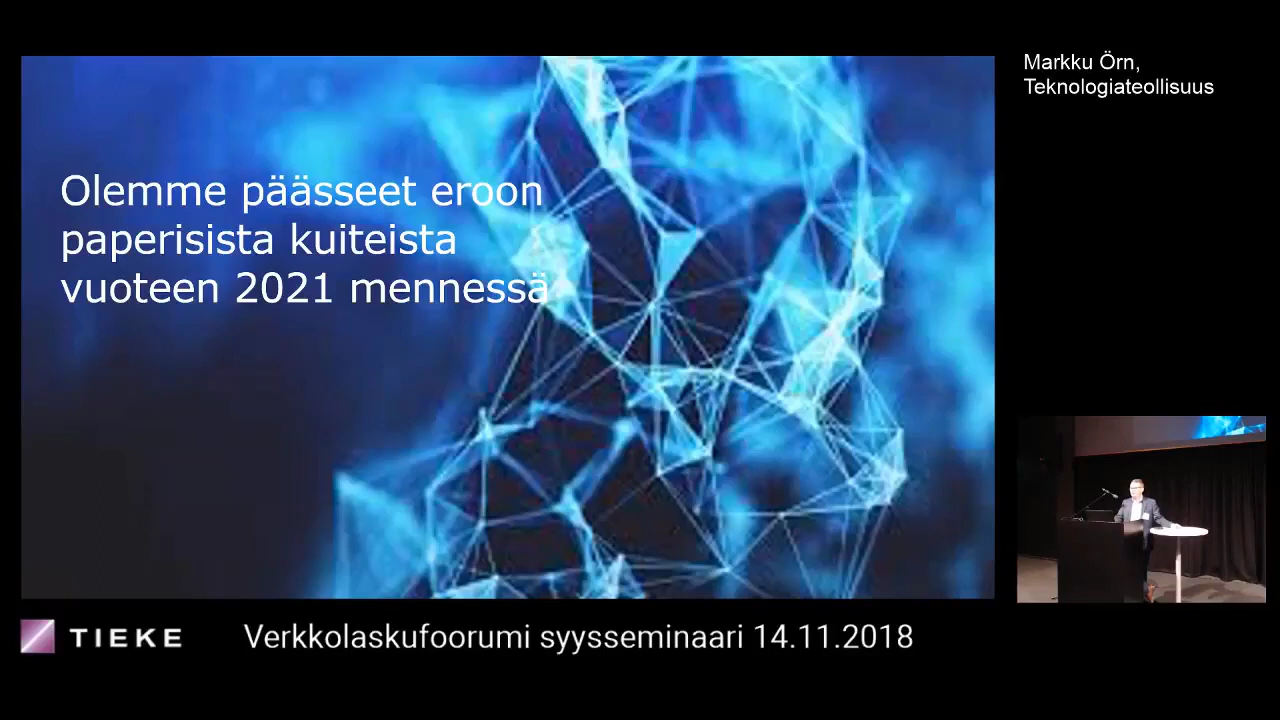 Markku Örn,
Teknologiateollisuus
Olemme päässeet eroon
paperisista kuiteista
vuoteen 2021 mennessä
TIEKE
Verkkolaskufoorumi syysseminaari 14.11.2018